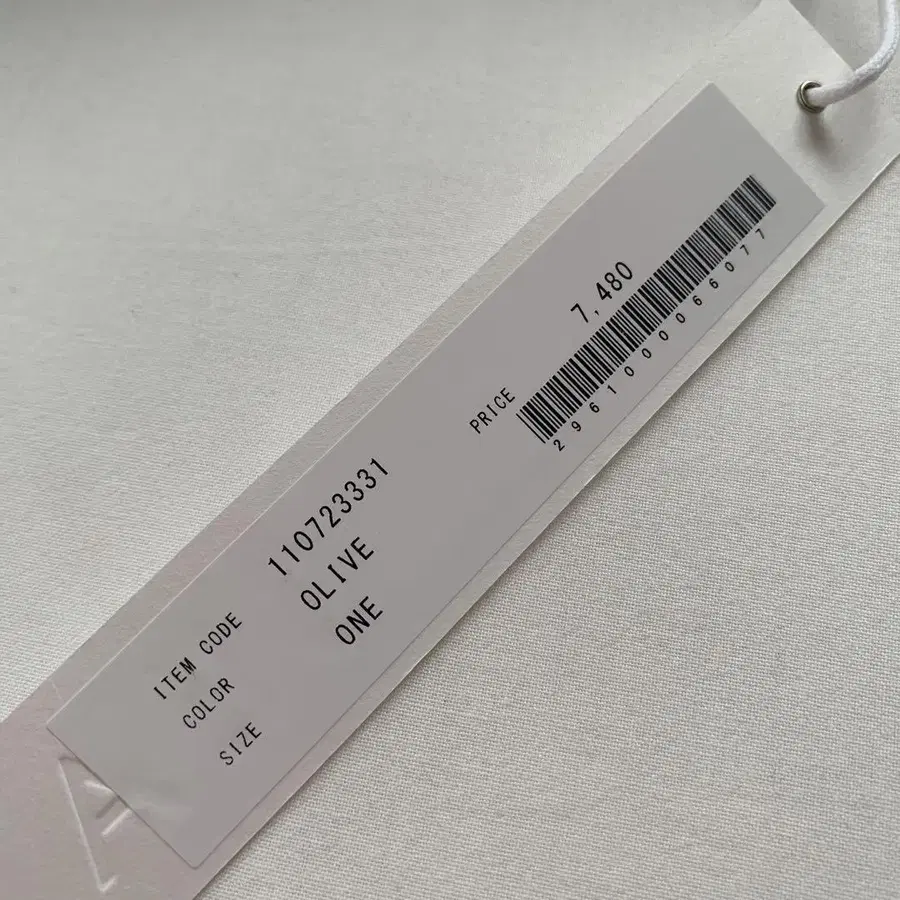 ITEM CODE 110723331
COLOR OLIVE
SIZE ONE
PRICE 7,480
2961000066077